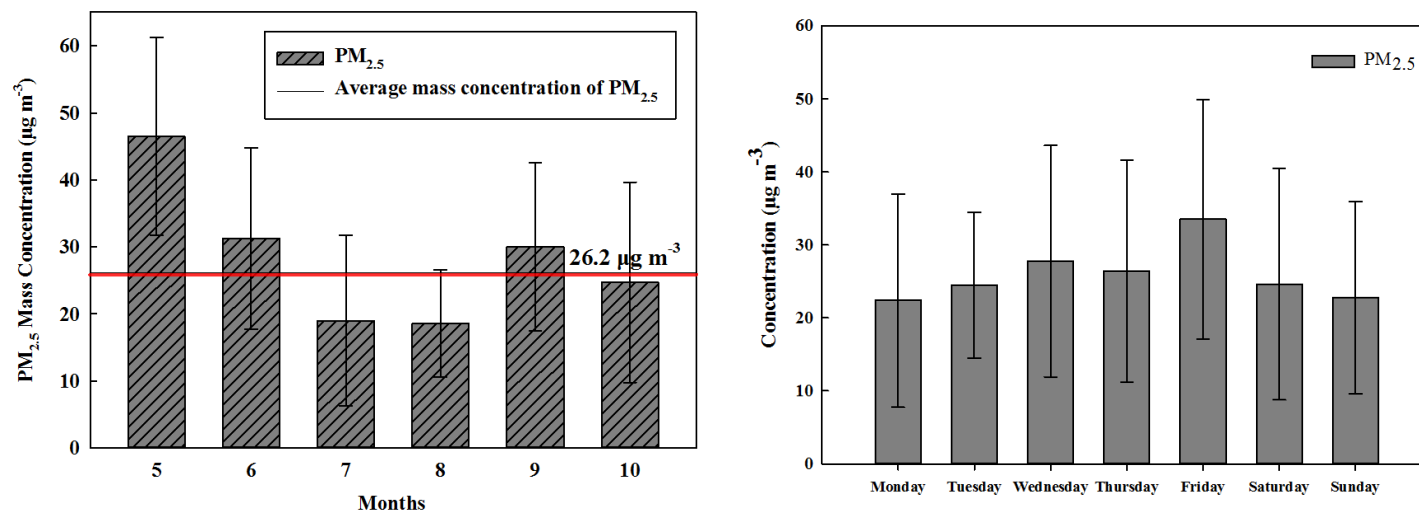 PM2.5
Average mass concentration of PM2.5
PM2.5 Mass Concentration (µg m-3)
60
50
40
30
20
10
0
26.2 µg m-3
5 6 7 8 9 10
Months
PM2.5
Concentration (µg m-3)
60
50
40
30
20
10
0
Monday Tuesday Wednesday Thursday Friday Saturday Sunday